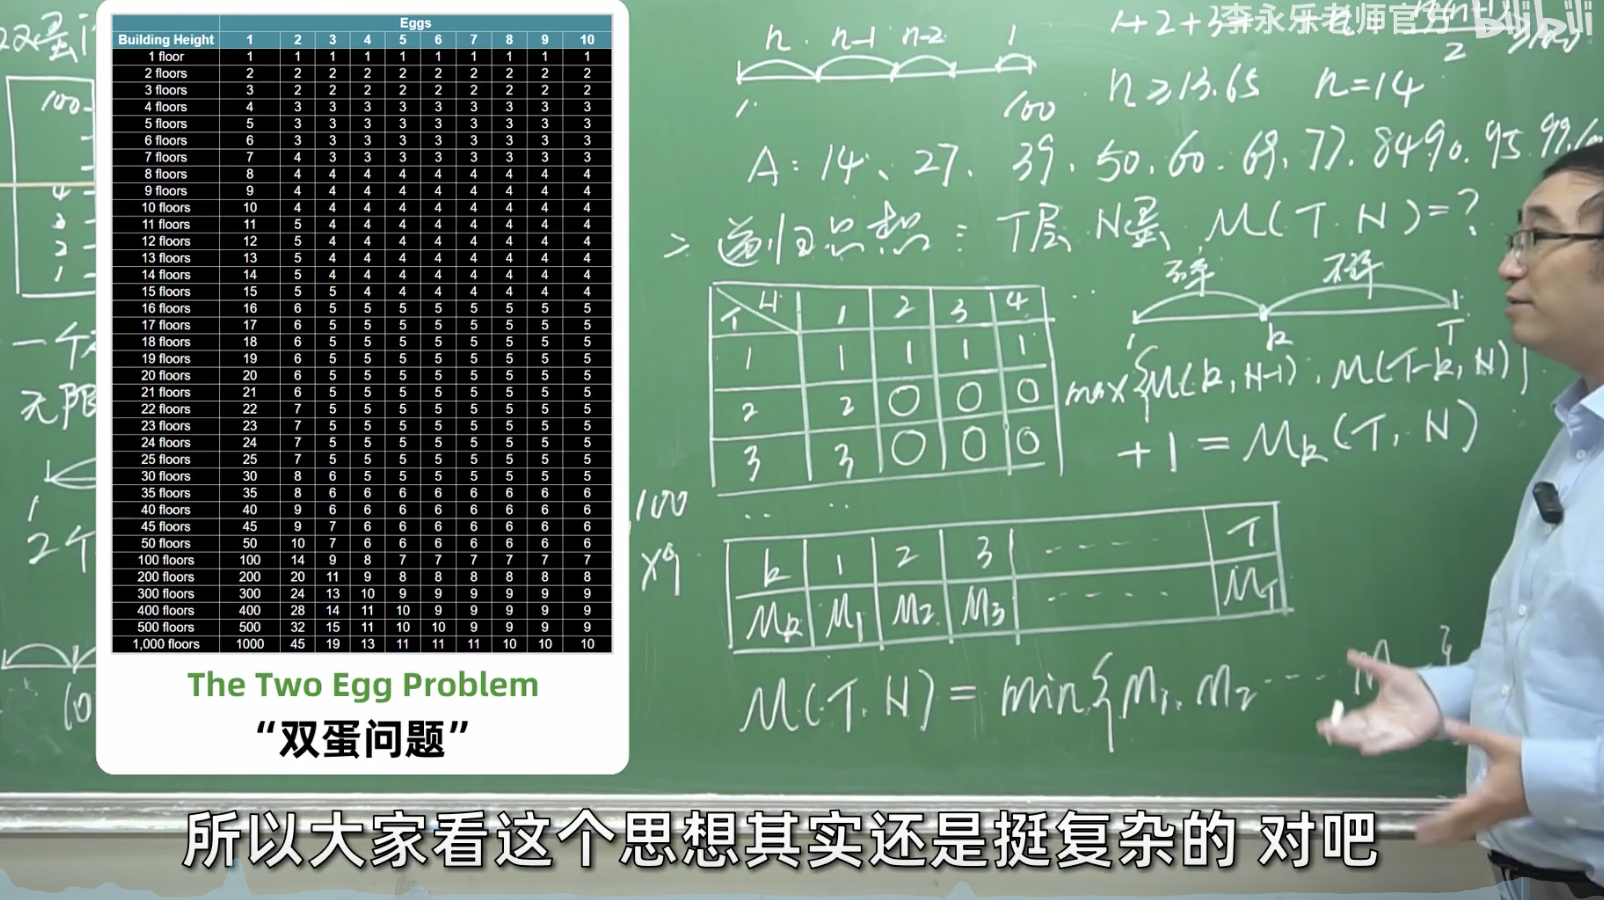 Eggs
Building Height 1 2 3 4 5 6 7 8 9 10
1 floor 1 1 1 1 1 1 1 1 1 1
2 floors 2 2 2 2 2 2 2 2 2 2
3 floors 3 2 2 2 2 2 2 2 2 2
4 floors 4 3 3 3 3 3 3 3 3 3
5 floors 5 3 3 3 3 3 3 3 3 3
6 floors 6 3 3 3 3 3 3 3 3 3
7 floors 7 4 3 3 3 3 3 3 3 3
8 floors 8 4 4 4 4 4 4 4 4 4
9 floors 9 4 4 4 4 4 4 4 4 4
10 floors 10 4 4 4 4 4 4 4 4 4
11 floors 11 5 4 4 4 4 4 4 4 4
12 floors 12 5 4 4 4 4 4 4 4 4
13 floors 13 5 4 4 4 4 4 4 4 4
14 floors 14 5 4 4 4 4 4 4 4 4
15 floors 15 5 5 4 4 4 4 4 4 4
16 floors 16 6 5 5 5 5 5 5 5 5
17 floors 17 6 5 5 5 5 5 5 5 5
18 floors 18 6 5 5 5 5 5 5 5 5
19 floors 19 6 5 5 5 5 5 5 5 5
20 floors 20 6 5 5 5 5 5 5 5 5
21 floors 21 6 5 5 5 5 5 5 5 5
22 floors 22 7 5 5 5 5 5 5 5 5
23 floors 23 7 5 5 5 5 5 5 5 5
24 floors 24 7 5 5 5 5 5 5 5 5
25 floors 25 7 5 5 5 5 5 5 5 5
30 floors 30 8 6 5 5 5 5 5 5 5
35 floors 35 8 6 6 6 6 6 6 6 6
40 floors 40 9 6 6 6 6 6 6 6 6
45 floors 45 9 7 6 6 6 6 6 6 6
50 floors 50 10 7 6 6 6 6 6 6 6
100 floors 100 14 9 8 7 7 7 7 7 7
200 floors 200 20 11 9 8 8 8 8 8 8
300 floors 300 24 13 10 9 9 9 9 9 9
400 floors 400 28 14 11 10 9 9 9 9 9
500 floors 500 32 15 11 10 10 9 9 9 9
1,000 floors 1000 45 19 13 11 11 11 10 10 10
The Two Egg Problem
“双蛋问题”
100
4
3
2
1
一个
无限
1
2个
n n-1 n-2 1
1 100
1+2+3+
2
李永乐老师官方 bilibili
n≥13.65 n=14
A: 14、27、39、50、60、69、77、84、90、95、99
二 递归思想: T层 N蛋 M(T.N)=?
T N 1 2 3 4
1 1 1 1 1
2 2 0 0 0
3 3 0 0 0
碎 不碎
1 k T
max{M(k,N-1), M(T-k,N)}
+1=Mk(T,N)
100
k 1 2 3 ---- T
Mk M1 M2 M3 ---- MT
M(T.N)=min{M1. M2 ---
所以大家看这个思想其实还是挺复杂的 对吧